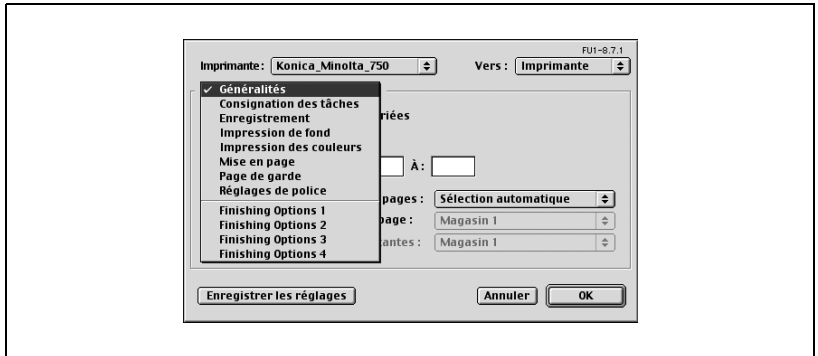 FU1-8.7.1
Imprimante: Konica_Minolta_750 Vers: Imprimante
✓ Généralités
Consignation des tâches
Enregistrement riées
Impression de fond
Impression des couleurs
Mise en page À:
Page de garde
Réglages de police pages: Sélection automatique
Finishing Options 1
Finishing Options 2 page: Magasin 1
Finishing Options 3 tantes: Magasin 1
Finishing Options 4
Enregistrer les réglages Annuler OK